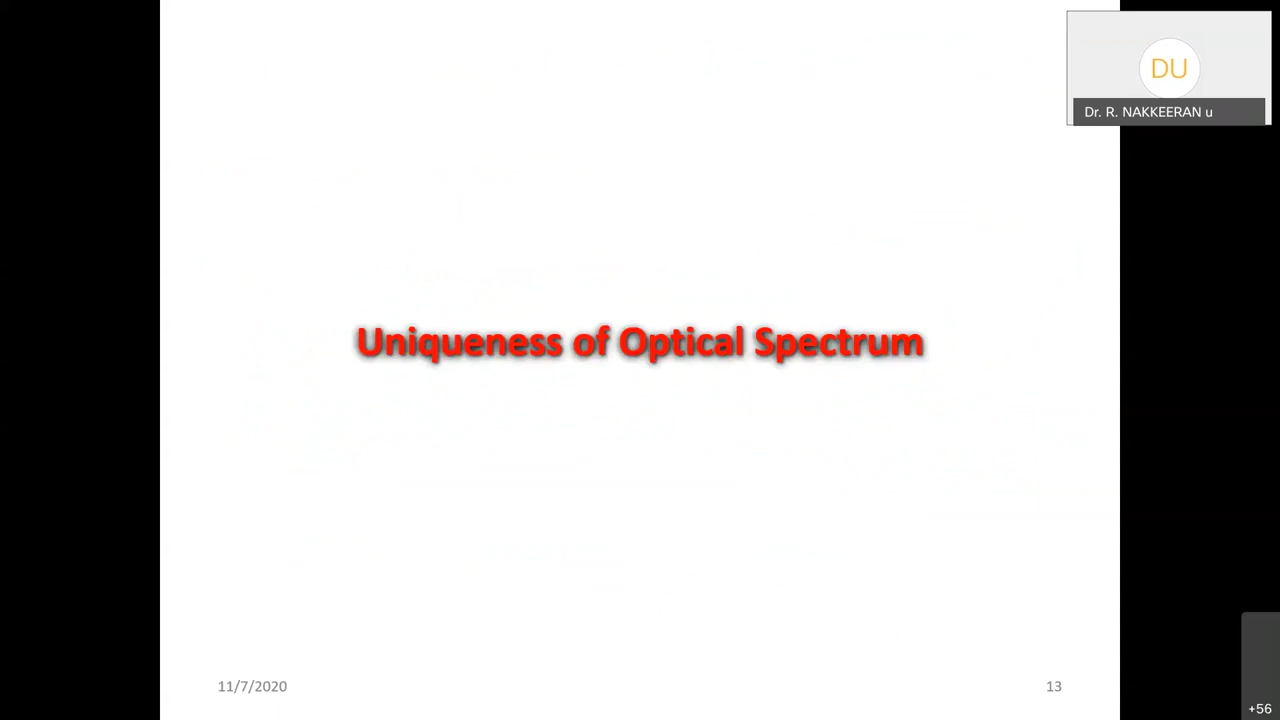 DU
Dr. R. NAKKEERAN u
Uniqueness of Optical Spectrum
11/7/2020
13
+56